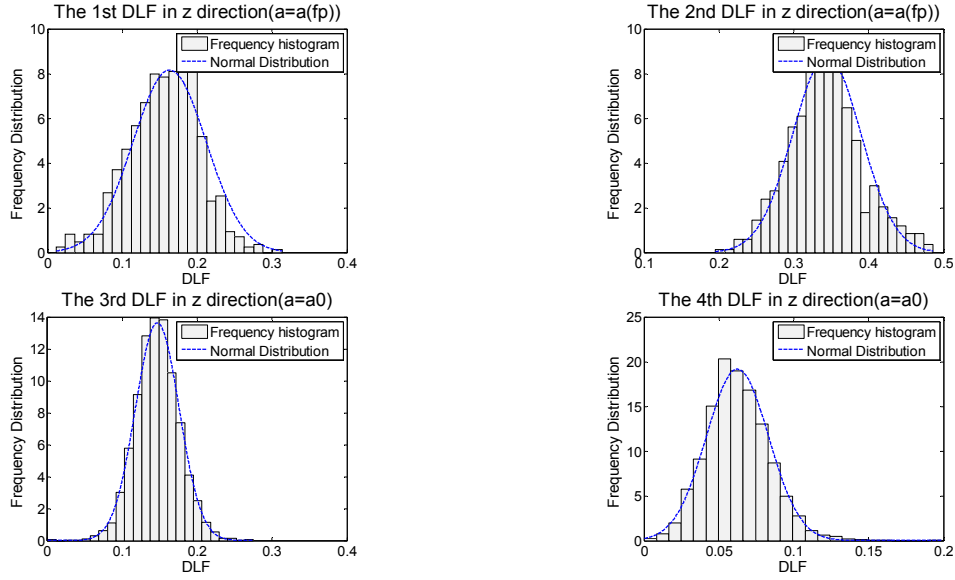 The 1st DLF in z direction(a=a(fp))
10
8
6
4
2
0
Frequency Distribution
Frequency histogram
Normal Distribution
0 0.1 0.2 0.3 0.4
DLF
The 2nd DLF in z direction(a=a(fp))
10
8
6
4
2
0
Frequency Distribution
Frequency histogram
Normal Distribution
0.1 0.2 0.3 0.4 0.5
DLF
The 3rd DLF in z direction(a=a0)
14
12
10
8
6
4
2
0
Frequency Distribution
Frequency histogram
Normal Distribution
0 0.1 0.2 0.3 0.4
DLF
The 4th DLF in z direction(a=a0)
25
20
15
10
5
0
Frequency Distribution
Frequency histogram
Normal Distribution
0 0.05 0.1 0.15 0.2
DLF